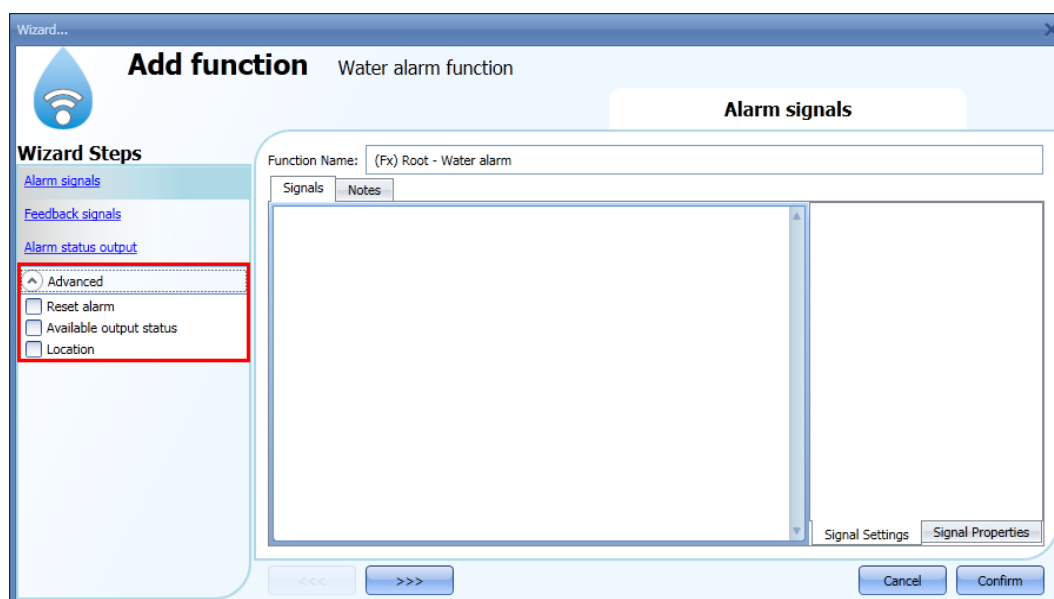 Wizard...
Add function Water alarm function
Alarm signals
Wizard Steps
Alarm signals
Feedback signals
Alarm status output
Advanced
Reset alarm
Available output status
Location
Function Name: (Fx) Root - Water alarm
Signals Notes
Signal Settings Signal Properties
<<< >>> Cancel Confirm